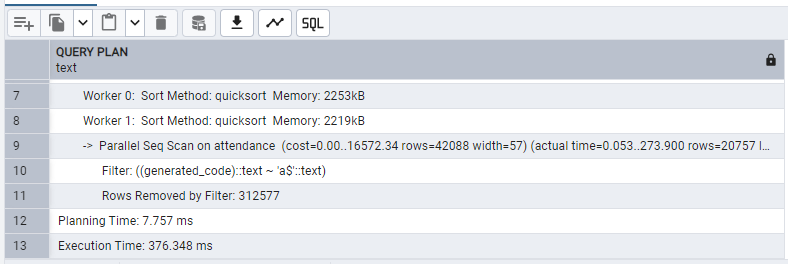 SQL
QUERY PLAN
text
7 Worker 0: Sort Method: quicksort Memory: 2253kB
8 Worker 1: Sort Method: quicksort Memory: 2219kB
9 -> Parallel Seq Scan on attendance (cost=0.00..16572.34 rows=42088 width=57) (actual time=0.053..273.900 rows=20757 l...
10 Filter: ((generated_code)::text ~ 'a$'::text)
11 Rows Removed by Filter: 312577
12 Planning Time: 7.757 ms
13 Execution Time: 376.348 ms